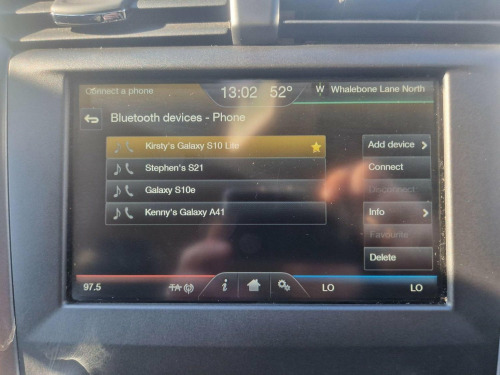 Connect a phone 13:02 52° W Whalebone Lane North
Bluetooth devices - Phone
Kirsty's Galaxy S10 Lite
Stephen's S21
Galaxy S10e
Kenny's Galaxy A41
Add device
Connect
Disconnect
Info
Favourite
Delete
97.5 TA i LO LO